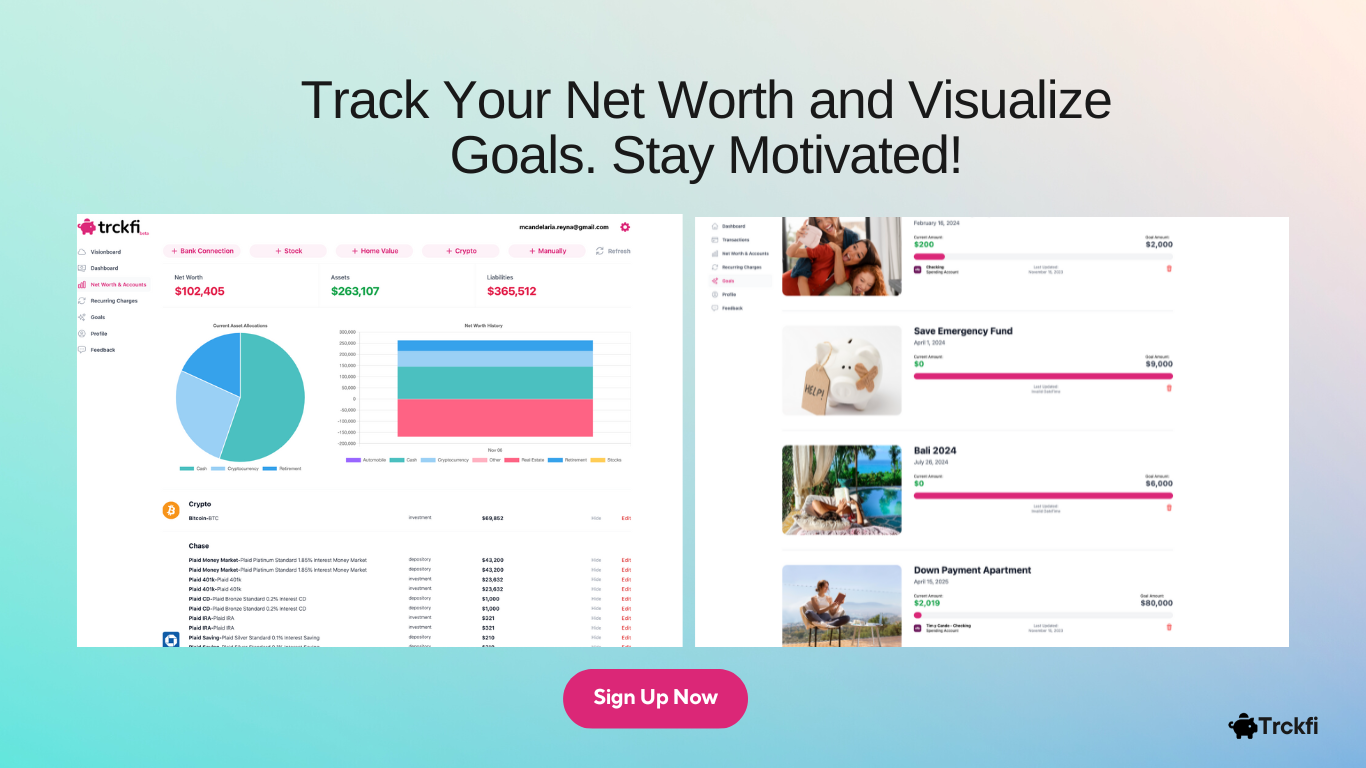 Track Your Net Worth and Visualize
Goals. Stay Motivated!
trckfi
beta
mcandelaria.reyna@gmail.com
Visionboard
Dashboard
Net Worth & Accounts
Recurring Charges
Goals
Profile
Feedback
+ Bank Connection + Stock + Home Value + Crypto + Manually Refresh
Net Worth Assets Liabilities
$102,405 $263,107 $365,512
Current Asset Allocations
Cash Cryptocurrency Retirement
Net Worth History
300,000
250,000
200,000
150,000
100,000
50,000
0
-50,000
-100,000
-150,000
-200,000
Nov 08
Automobile Cash Cryptocurrency Other Real Estate Retirement Stocks
Crypto
Bitcoin-BTC investment $69,852 Hide Edit
Chase
Plaid Money Market-Plaid Platinum Standard 1.85% Interest Money Market depository $43,200 Hide Edit
Plaid Money Market-Plaid Platinum Standard 1.85% Interest Money Market depository $43,200 Hide Edit
Plaid 401k-Plaid 401k investment $23,632 Hide Edit
Plaid 401k-Plaid 401k investment $23,632 Hide Edit
Plaid CD-Plaid Bronze Standard 0.2% Interest CD depository $1,000 Hide Edit
Plaid CD-Plaid Bronze Standard 0.2% Interest CD depository $1,000 Hide Edit
Plaid IRA-Plaid IRA investment $321 Hide Edit
Plaid IRA-Plaid IRA investment $321 Hide Edit
Plaid Saving-Plaid Silver Standard 0.1% Interest Saving depository $210 Hide Edit
Dashboard
Transactions
Net Worth & Accounts
Recurring Charges
Goals
Profile
Feedback
February 16, 2024
Current Amount Goal Amount
$200 $2,000
Checking
Spending Account
Last Updated:
November 15, 2023
HELP!
Save Emergency Fund
April 1, 2024
Current Amount Goal Amount
$0 $9,000
Last Updated:
Invalid DateTime
Bali 2024
July 26, 2024
Current Amount Goal Amount
$0 $6,000
Last Updated:
Invalid DateTime
Down Payment Apartment
April 15, 2025
Current Amount Goal Amount
$2,019 $80,000
Spending Account
Last Updated:
November 15, 2023
Sign Up Now
Trckfi